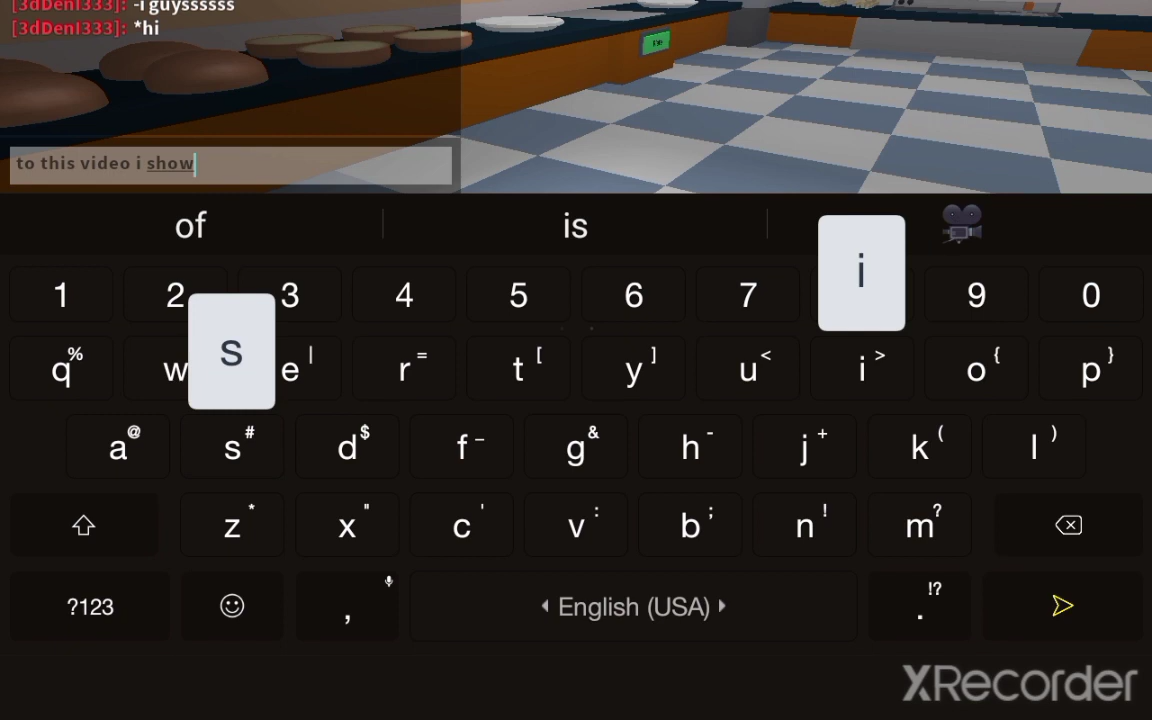 [3dDenI333]: -i guyssssss
[3dDenI333]: *hi
to this video i show
of is
i
1 2 3 4 5 6 7 9 0
s
q % w e | r = t [ y ] u < i > o { p }
a @ s # d $ f - g & h - j + k ( l )
z * x " c ' v : b ; n ! m ?
?123 , English (USA) . !?
XRecorder